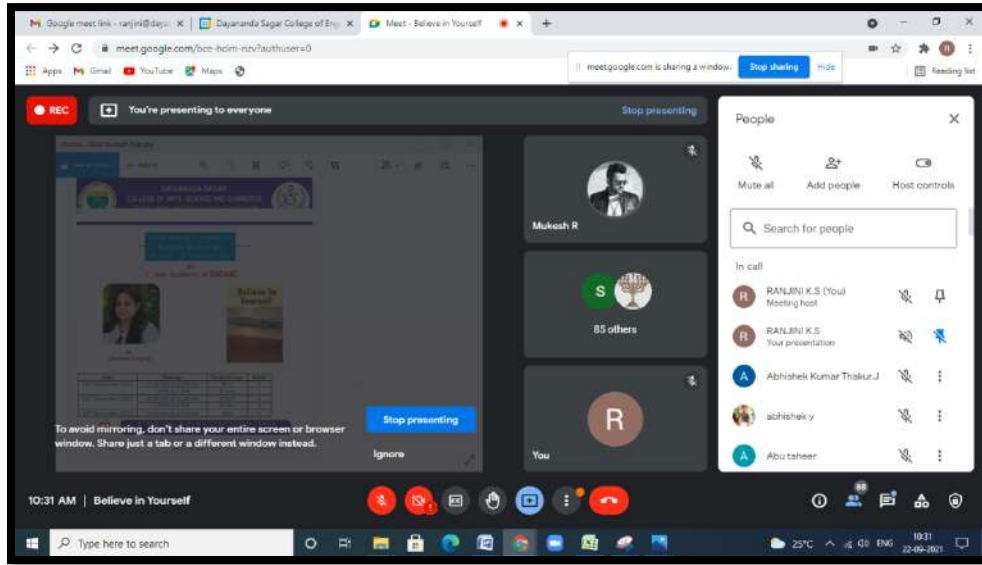 Google meet link - ranjini@daya
Dayananda Sagar College of Eng
Meet - Believe in Yourself
meet.google.com/bce-hcim-nzv?authuser=0
Apps Gmail YouTube Maps
meet.google.com is sharing a window.
Stop sharing
Hide
Reading list
REC
You're presenting to everyone
Stop presenting
DAYANANDA SAGAR
COLLEGE OF ARTS, SCIENCE AND COMMERCE
Believe In
Yourself
To avoid mirroring, don't share your entire screen or browser
window. Share just a tab or a different window instead.
Stop presenting
Ignore
Mukesh R
S
85 others
R
You
People
Mute all
Add people
Host controls
Search for people
In call
R
RANJINI K.S (You)
Meeting host
R
RANJINI K.S
Your presentation
A
Abhishek Kumar Thakur.J
abhishek y
A
Abu taheer
10:31 AM | Believe in Yourself
88
Type here to search
25°C
ENG
10:31
22-09-2021